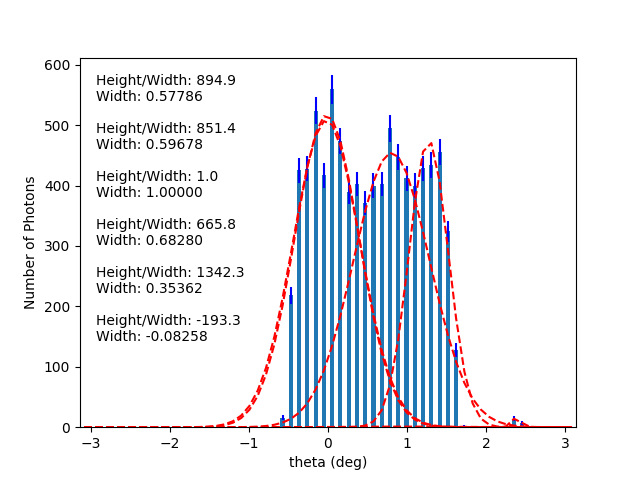 600
500
400
300
200
100
0
Number of Photons
Height/Width: 894.9
Width: 0.57786
Height/Width: 851.4
Width: 0.59678
Height/Width: 1.0
Width: 1.00000
Height/Width: 665.8
Width: 0.68280
Height/Width: 1342.3
Width: 0.35362
Height/Width: -193.3
Width: -0.08258
−3 −2 −1 0 1 2 3
theta (deg)